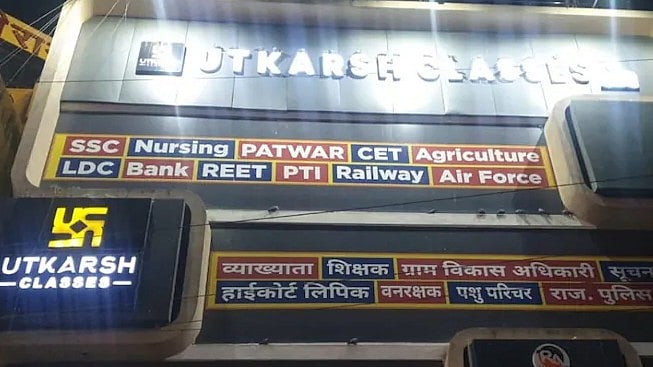 UTKARSH CLASSES
SSC Nursing PATWAR CET Agriculture
LDC Bank REET PTI Railway Air Force
UTKARSH
CLASSES
व्याख्याता शिक्षक ग्राम विकास अधिकारी सूचन
हाईकोर्ट लिपिक वनरक्षक पशु परिचर राज. पुलिस